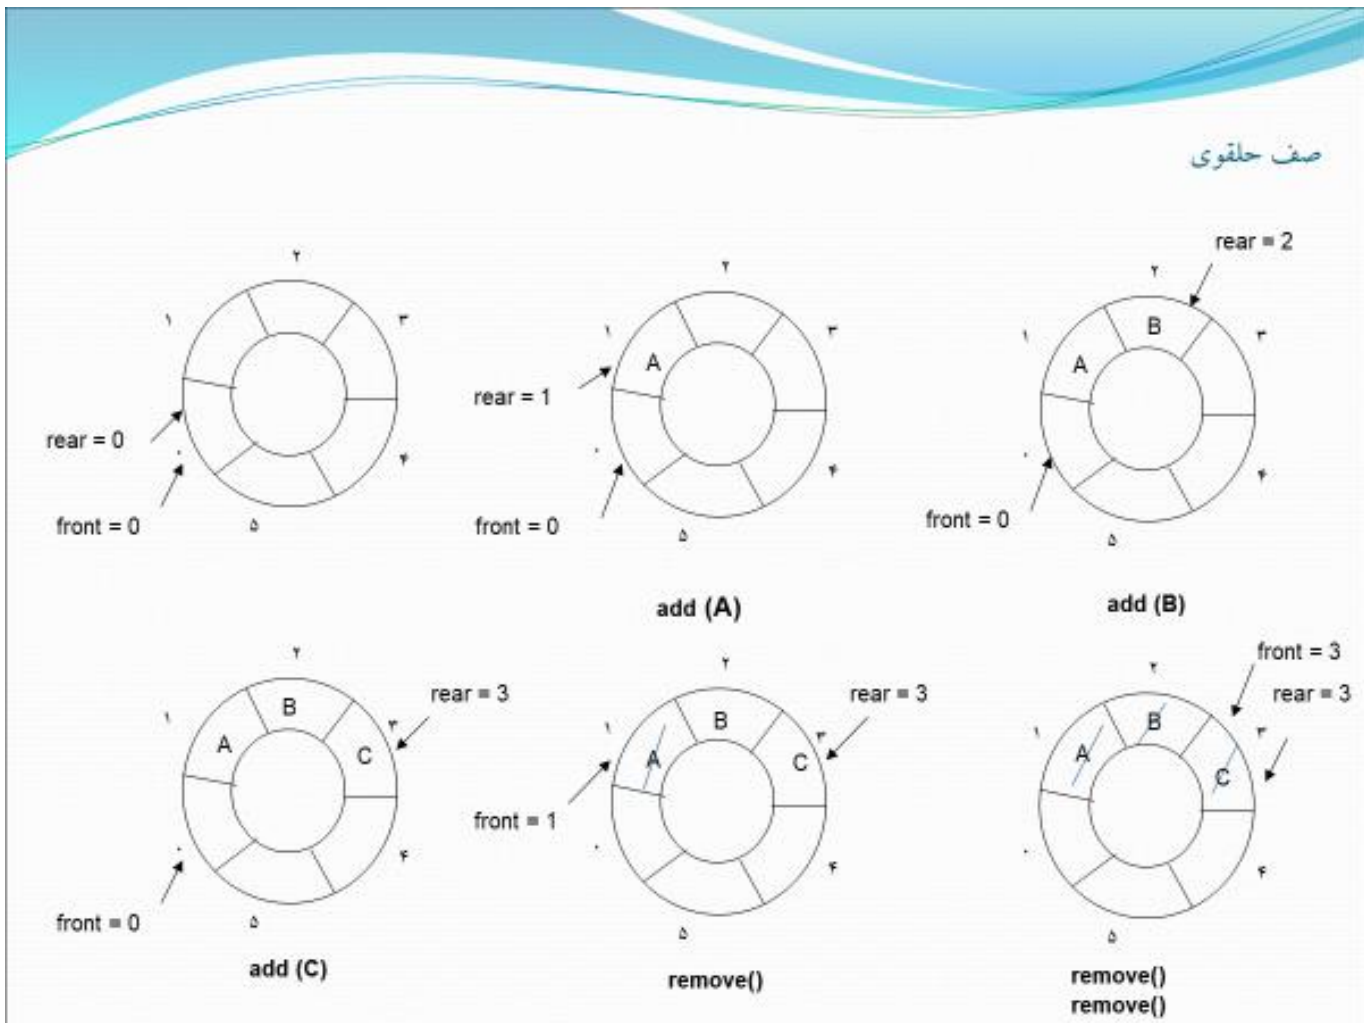 صف حلقوی
۲
۱
۳
rear = 0
۰
۴
front = 0
۵
۲
۱
۳
A
rear = 1
۰
۴
front = 0
۵
add (A)
rear = 2
۲
۱
B
۳
A
۰
۴
front = 0
۵
add (B)
۲
rear = 3
۱
B
۳
A
C
۰
۴
front = 0
۵
add (C)
۲
rear = 3
۱
B
۳
A
C
front = 1
۰
۴
۵
remove()
front = 3
۲
rear = 3
۱
B
۳
A
C
۰
۴
۵
remove()
remove()